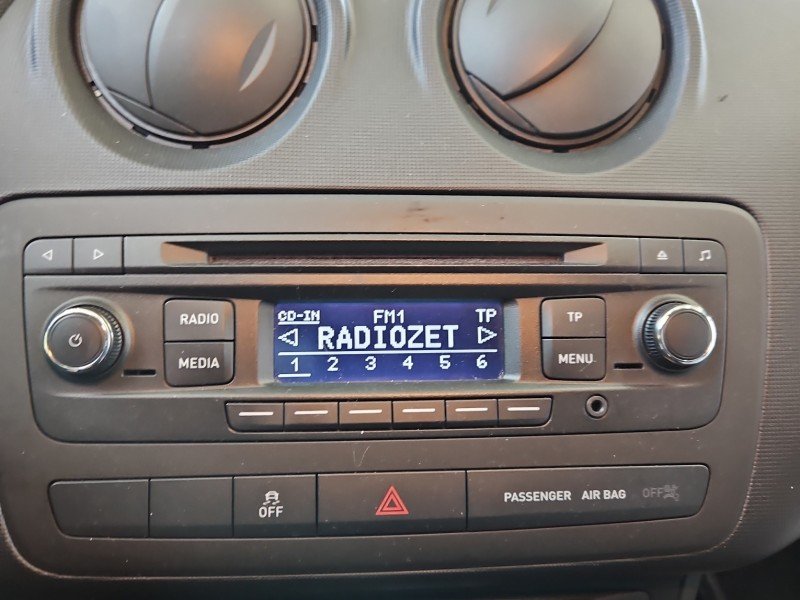 RADIO
MEDIA
CD-IN FM1 TP
RADIOZET
1 2 3 4 5 6
TP
MENU
OFF
PASSENGER AIR BAG OFF